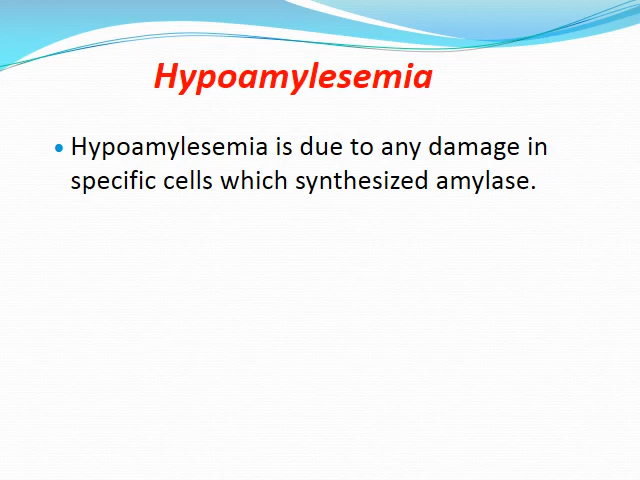 Hypoamylesemia
• Hypoamylesemia is due to any damage in
specific cells which synthesized amylase.